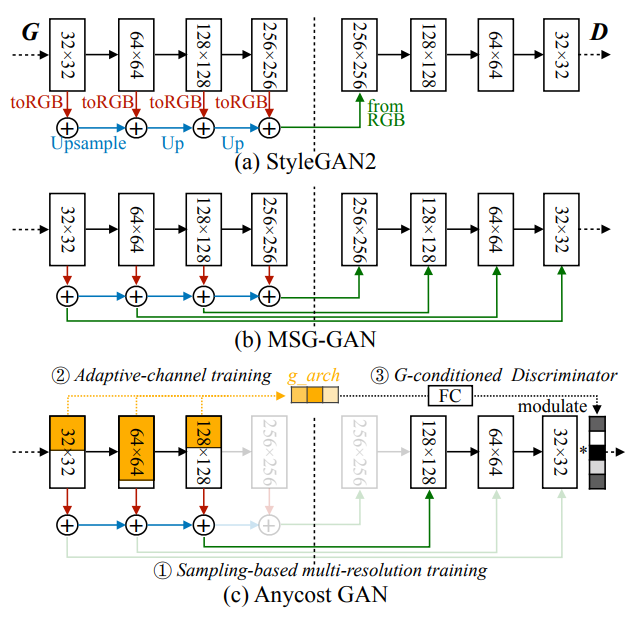 G 32×32 64×64 128×128 256×256 256×256 128×128 64×64 32×32 D
toRGB toRGB toRGB toRGB from RGB
+ + + +
Upsample Up Up
(a) StyleGAN2
32×32 64×64 128×128 256×256 256×256 128×128 64×64 32×32
+ + + +
(b) MSG-GAN
② Adaptive-channel training g_arch ③ G-conditioned Discriminator
FC
modulate
32×32 64×64 128×128 256×256 256×256 128×128 64×64 32×32 *
+ + + +
① Sampling-based multi-resolution training
(c) Anycost GAN